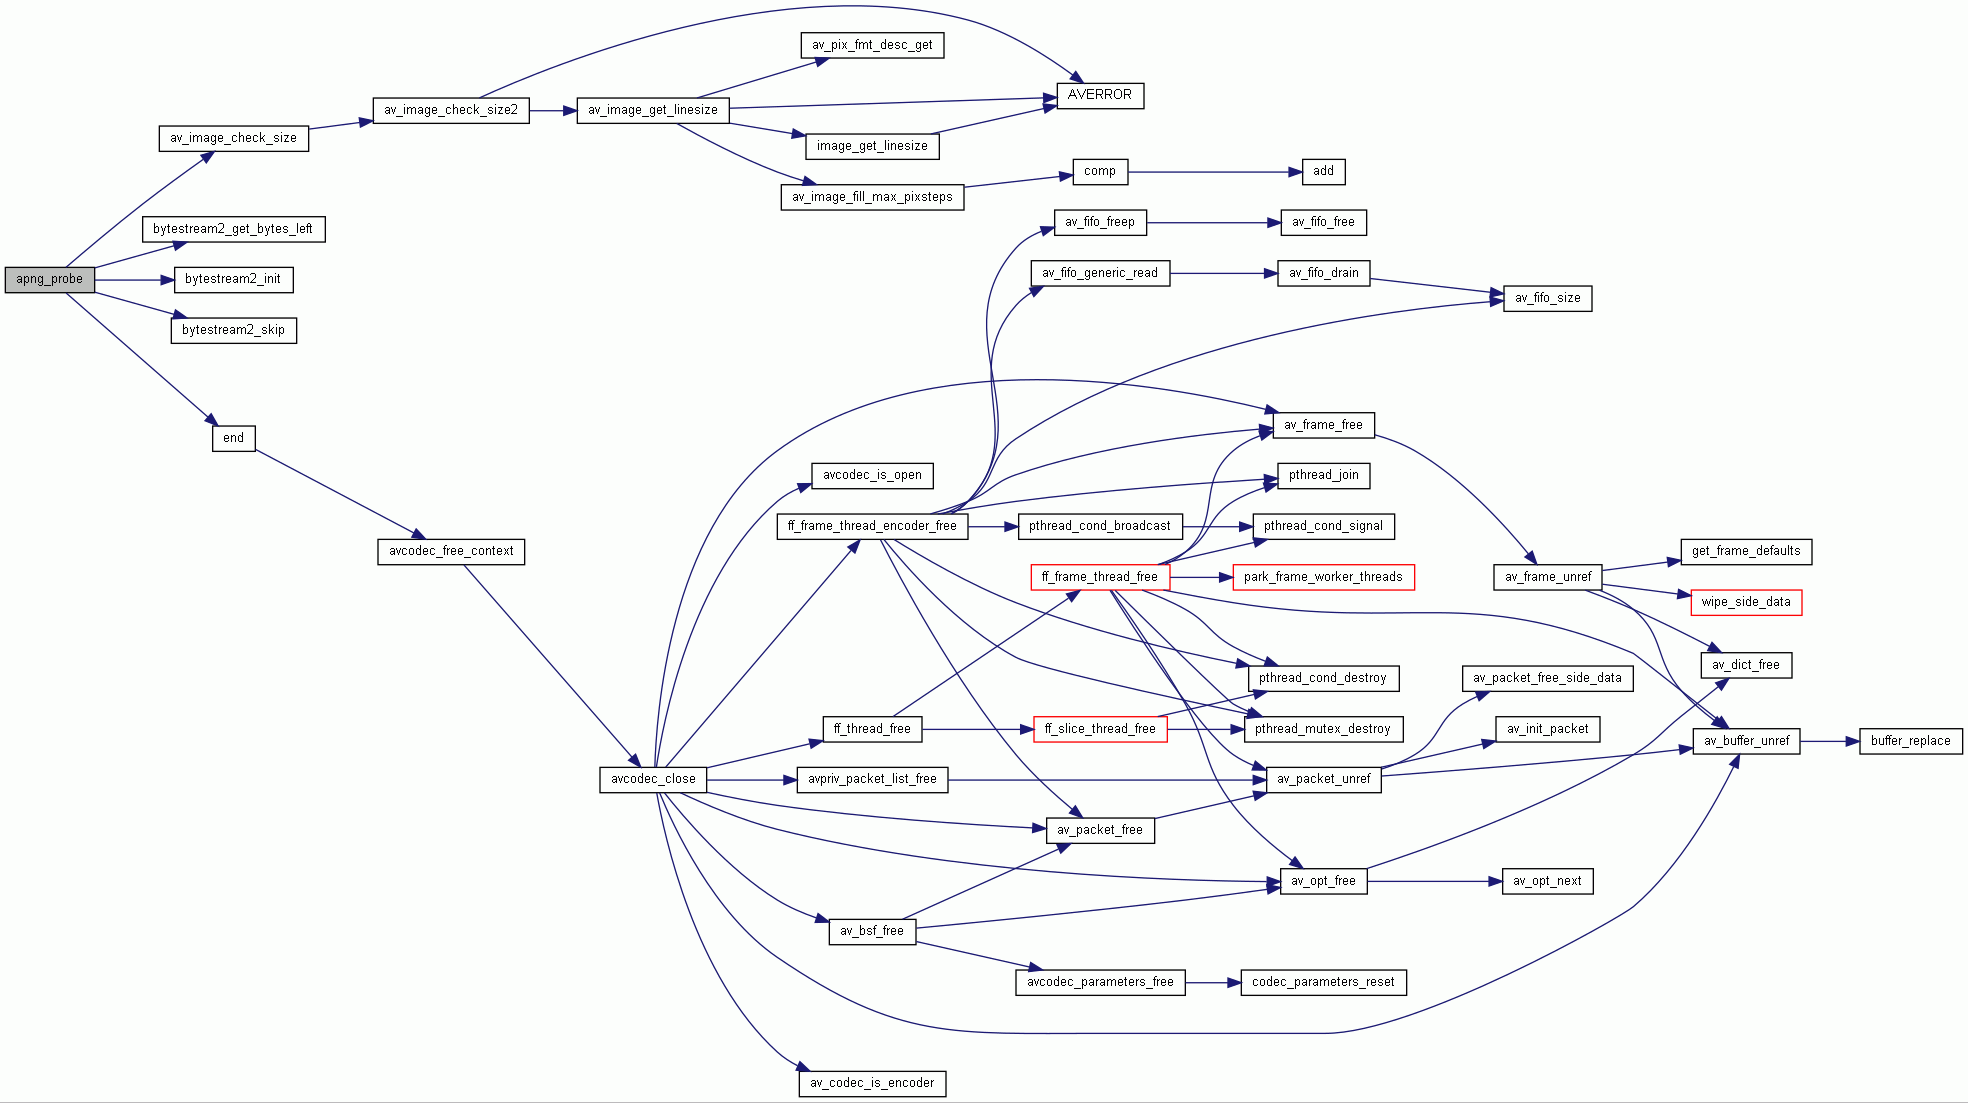 av_pix_fmt_desc_get
AVERROR
av_image_check_size2
av_image_get_linesize
av_image_check_size
image_get_linesize
comp
add
av_image_fill_max_pixsteps
bytestream2_get_bytes_left
av_fifo_freep
av_fifo_free
apng_probe
bytestream2_init
av_fifo_generic_read
av_fifo_drain
av_fifo_size
bytestream2_skip
end
av_frame_free
avcodec_is_open
pthread_join
ff_frame_thread_encoder_free
pthread_cond_broadcast
pthread_cond_signal
avcodec_free_context
get_frame_defaults
ff_frame_thread_free
park_frame_worker_threads
av_frame_unref
wipe_side_data
av_dict_free
pthread_cond_destroy
av_packet_free_side_data
ff_thread_free
ff_slice_thread_free
pthread_mutex_destroy
av_init_packet
av_buffer_unref
buffer_replace
avcodec_close
avpriv_packet_list_free
av_packet_unref
av_packet_free
av_opt_free
av_opt_next
av_bsf_free
avcodec_parameters_free
codec_parameters_reset
av_codec_is_encoder